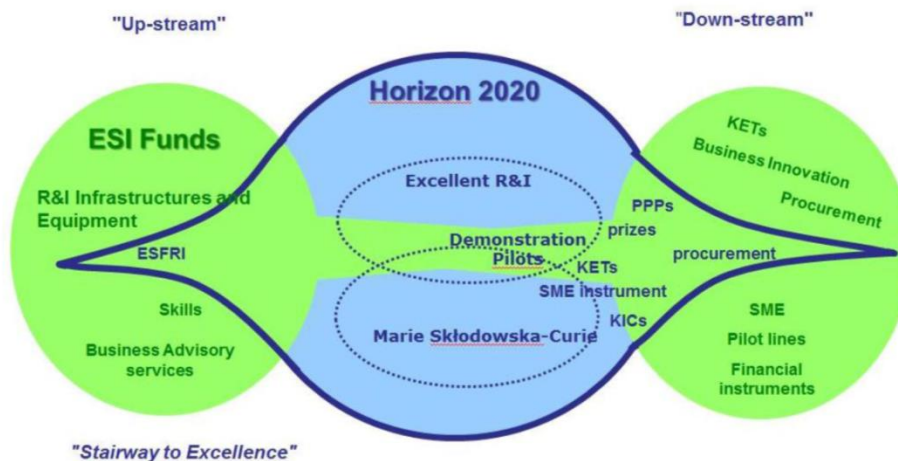 "Up-stream"
"Down-stream"
Horizon 2020
ESI Funds
R&I Infrastructures and
Equipment
ESFRI
Skills
Business Advisory
services
"Stairway to Excellence"
Excellent R&I
Demonstration
Pilots
Marie Skłodowska-Curie
PPPs
prizes
KETs
SME instrument
KICs
procurement
KETs
Business Innovation
Procurement
SME
Pilot lines
Financial
instruments